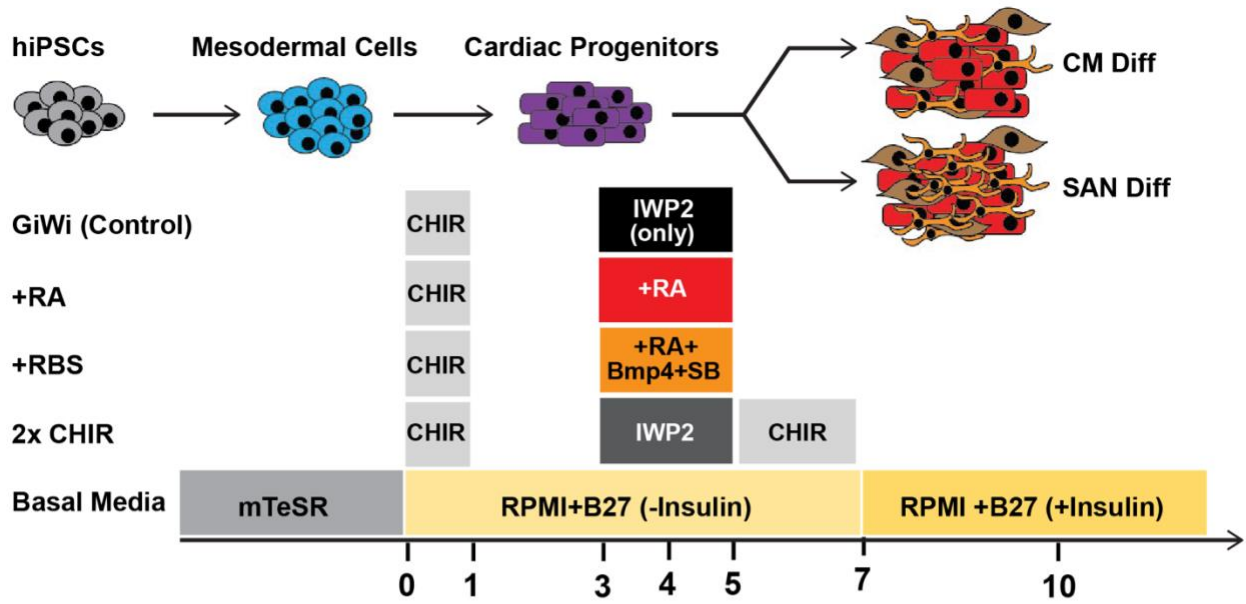 hiPSCs
Mesodermal Cells
Cardiac Progenitors
CM Diff
SAN Diff
GiWi (Control)
CHIR
IWP2
(only)
+RA
CHIR
+RA
+RBS
CHIR
+RA+
Bmp4+SB
2x CHIR
CHIR
IWP2
CHIR
Basal Media
mTeSR
RPMI+B27 (-Insulin)
RPMI +B27 (+Insulin)
0 1 3 4 5 7 10